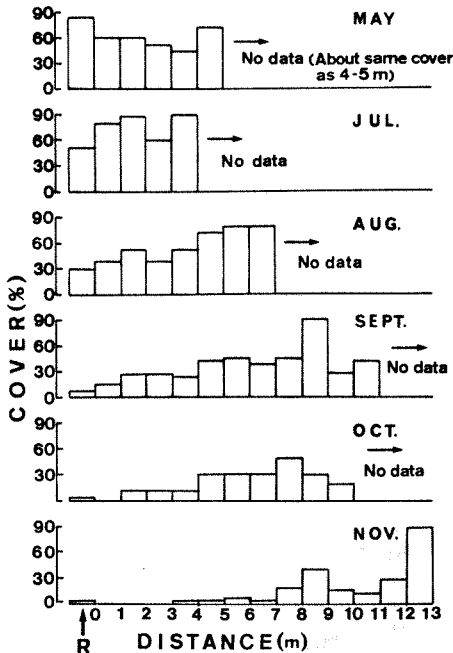 90
60
30
0
MAY
No data (About same cover
as 4-5 m)
90
60
30
0
JUL.
No data
90
60
30
0
AUG.
No data
90
60
30
0
SEPT.
No data
60
30
OCT.
No data
90
60
30
0
NOV.
COVER(%)
0 1 2 3 4 5 6 7 8 9 10 11 12 13
R
DISTANCE(m)